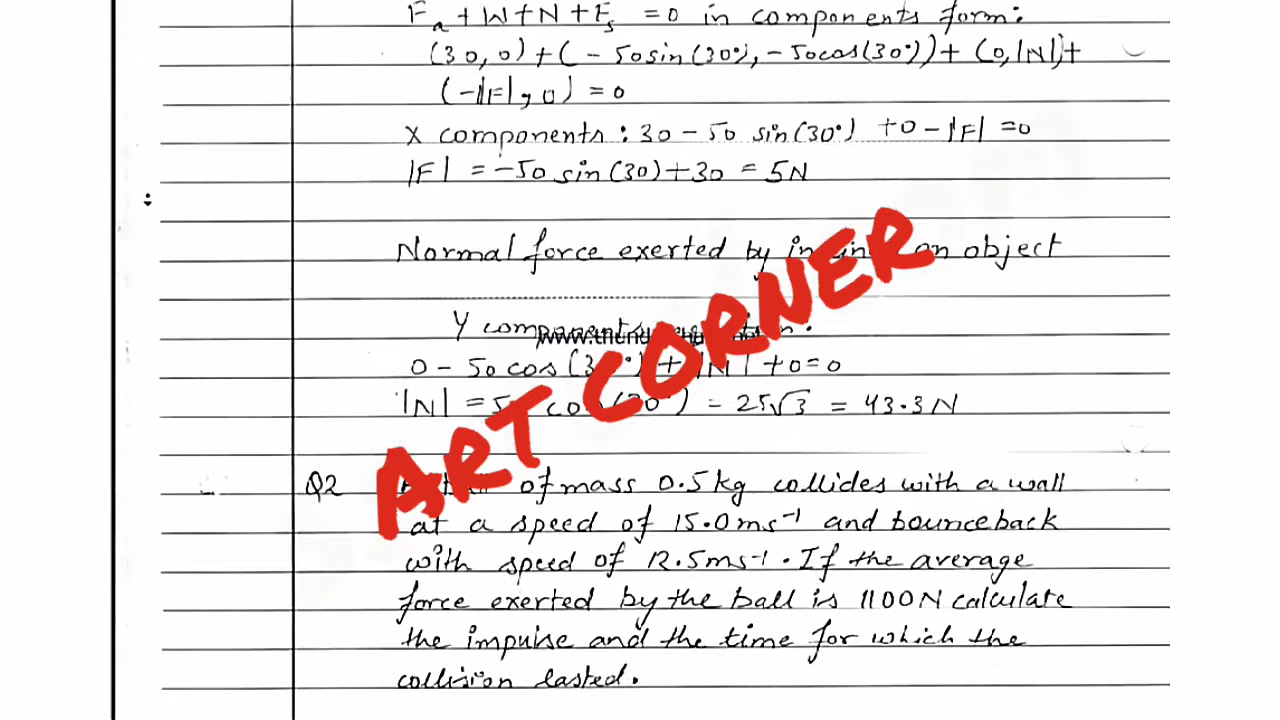 Fa + W + N + Fs = 0 in components form:
(30,0) + (-50sin(30°), -50cos(30°)) + (0,|N|) +
(-|F|, 0) = 0
X components: 30 - 50 sin(30°) + 0 - |F| = 0
|F| = -50 sin(30) + 30 = 5N
:
Normal force exerted by on object
Y
0 - 50 cos (3 °) + |N| + 0 = 0
|N| = = 25√3 = 43.3N
ART CORNER
Q2 of mass 0.5kg collides with a wall
at a speed of 15.0ms-1 and bounce back
with speed of 12.5ms-1. If the average
force exerted by the ball is 1100N calculate
the impulse and the time for which the
collision lasted.